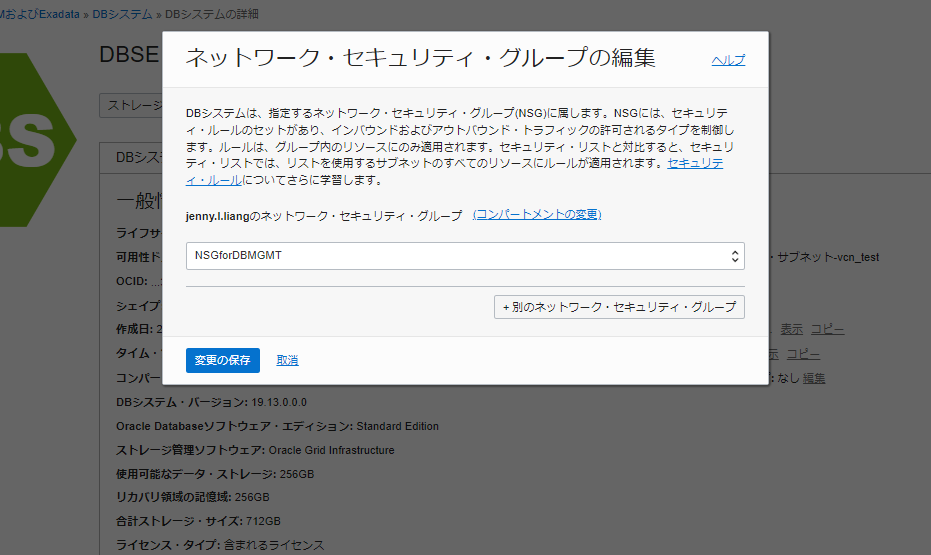 MおよびExadata » DBシステム » DBシステムの詳細
DBSE
ネットワーク・セキュリティ・グループの編集
ヘルプ
ストレージ
DBシステムは、指定するネットワーク・セキュリティ・グループ(NSG)に属します。NSGには、セキュリテ
ィ・ルールのセットがあり、インバウンドおよびアウトバウンド・トラフィックの許可されるタイプを制御し
ます。ルールは、グループ内のリソースにのみ適用されます。セキュリティ・リストと対比すると、セキュリ
ティ・リストでは、リストを使用するサブネットのすべてのリソースにルールが適用されます。セキュリテ
ィ・ルールについてさらに学習します。
DBシス
一般情
jenny.l.liangのネットワーク・セキュリティ・グループ (コンパートメントの変更)
ライフサ
NSGforDBMGMT
可用性ド
・サブネット-vcn_test
OCID: ...
シェイプ
+ 別のネットワーク・セキュリティ・グループ
作成日: 2
表示 コピー
タイム・
示 コピー
変更の保存 取消
コンパー
: なし 編集
DBシステム・バージョン: 19.13.0.0.0
Oracle Databaseソフトウェア・エディション: Standard Edition
ストレージ管理ソフトウェア: Oracle Grid Infrastructure
使用可能なデータ・ストレージ: 256GB
リカバリ領域の記憶域: 256GB
合計ストレージ・サイズ: 712GB
ライセンス・タイプ: 含まれるライセンス